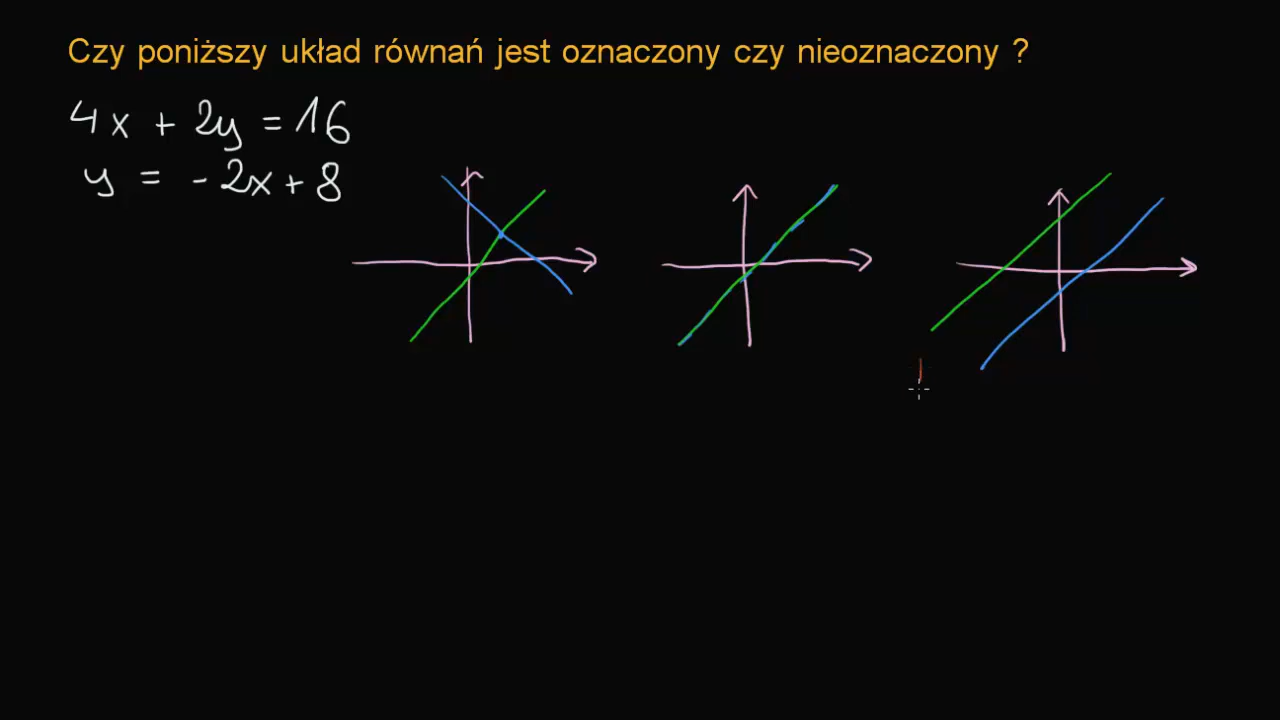 Czy poniższy układ równań jest oznaczony czy nieoznaczony ?
4x + 2y = 16
y = -2x + 8